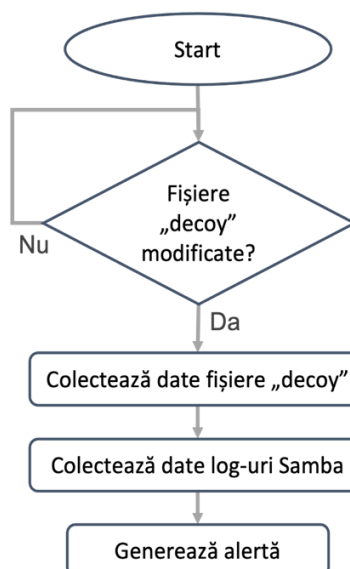 Start
Fișiere
„decoy”
modificate?
Nu
Da
Colectează date fișiere „decoy”
Colectează date log-uri Samba
Generează alertă